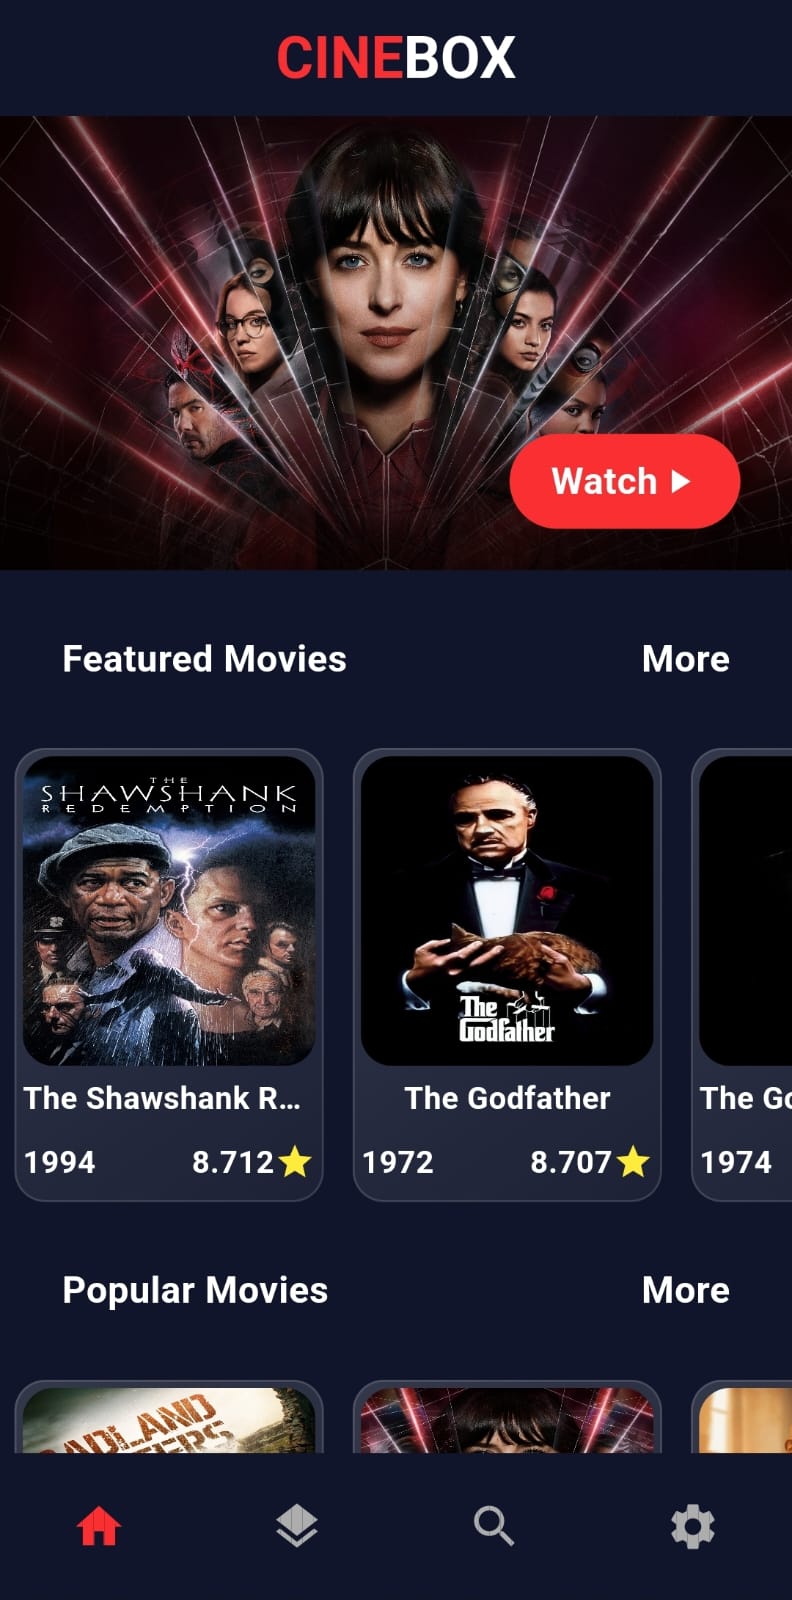 CINEBOX
Watch
Featured Movies
More
THE
SHAWSHANK
REDEMPTION
The
Godfather
The Shawshank R...
The Godfather
The Go
1994
8.712
1972
8.707
1974
Popular Movies
More